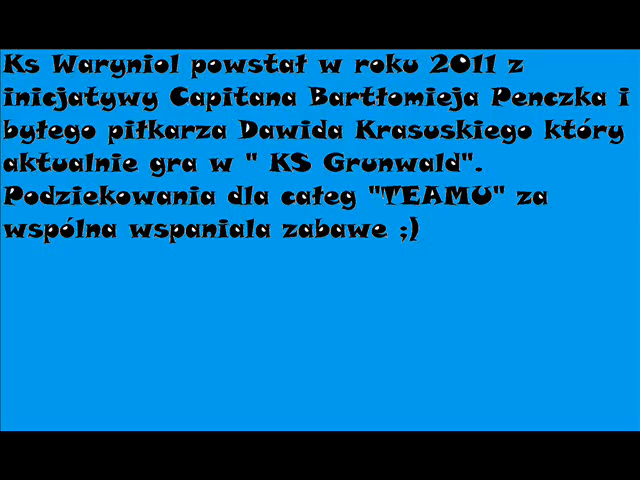 Ks Waryniol powstał w roku 2011 z
inicjatywy Capitana Bartłomieja Penczka i
byłego piłkarza Dawida Krasuskiego który
aktualnie gra w " KS Grunwald".
Podziekowania dla całeg "TEAMU" za
wspólna wspaniala zabawe ;)